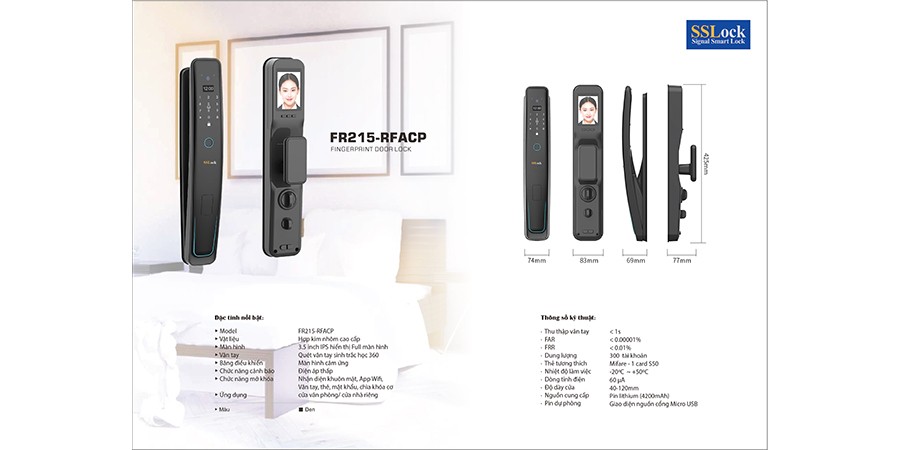 SSLock
Signal Smart Lock
12:00
SSLock
FR215-RFACP
FINGERPRINT DOOR LOCK
425mm
74mm
83mm
69mm
77mm
Đặc tính nổi bật:
Model FR215-RFACP
Vật liệu Hợp kim nhôm cao cấp
Màn hình 3.5 inch IPS hiển thị Full màn hình
Vân tay Quét vân tay sinh trắc học 360
Bảng điều khiển Màn hình cảm ứng
Chức năng cảnh báo Điện áp thấp
Chức năng mở khóa Nhận diện khuôn mặt, App Wifi,
Vân tay, thẻ, mật khẩu, chìa khóa cơ
Ứng dụng cửa văn phòng/ cửa nhà riêng
Màu Đen
Thông số kỹ thuật:
Thu thập vân tay < 1s
FAR < 0.00001%
FRR < 0.01%
Dung lượng 300 tài khoản
Thẻ tương thích Mifare - 1 card S50
Nhiệt độ làm việc -20ºC ~ +50ºC
Dòng tính điện 60 µA
Độ dày cửa 40-120mm
Nguồn cung cấp Pin lithium (4200mAh)
Pin dự phòng Giao diện nguồn cổng Micro USB